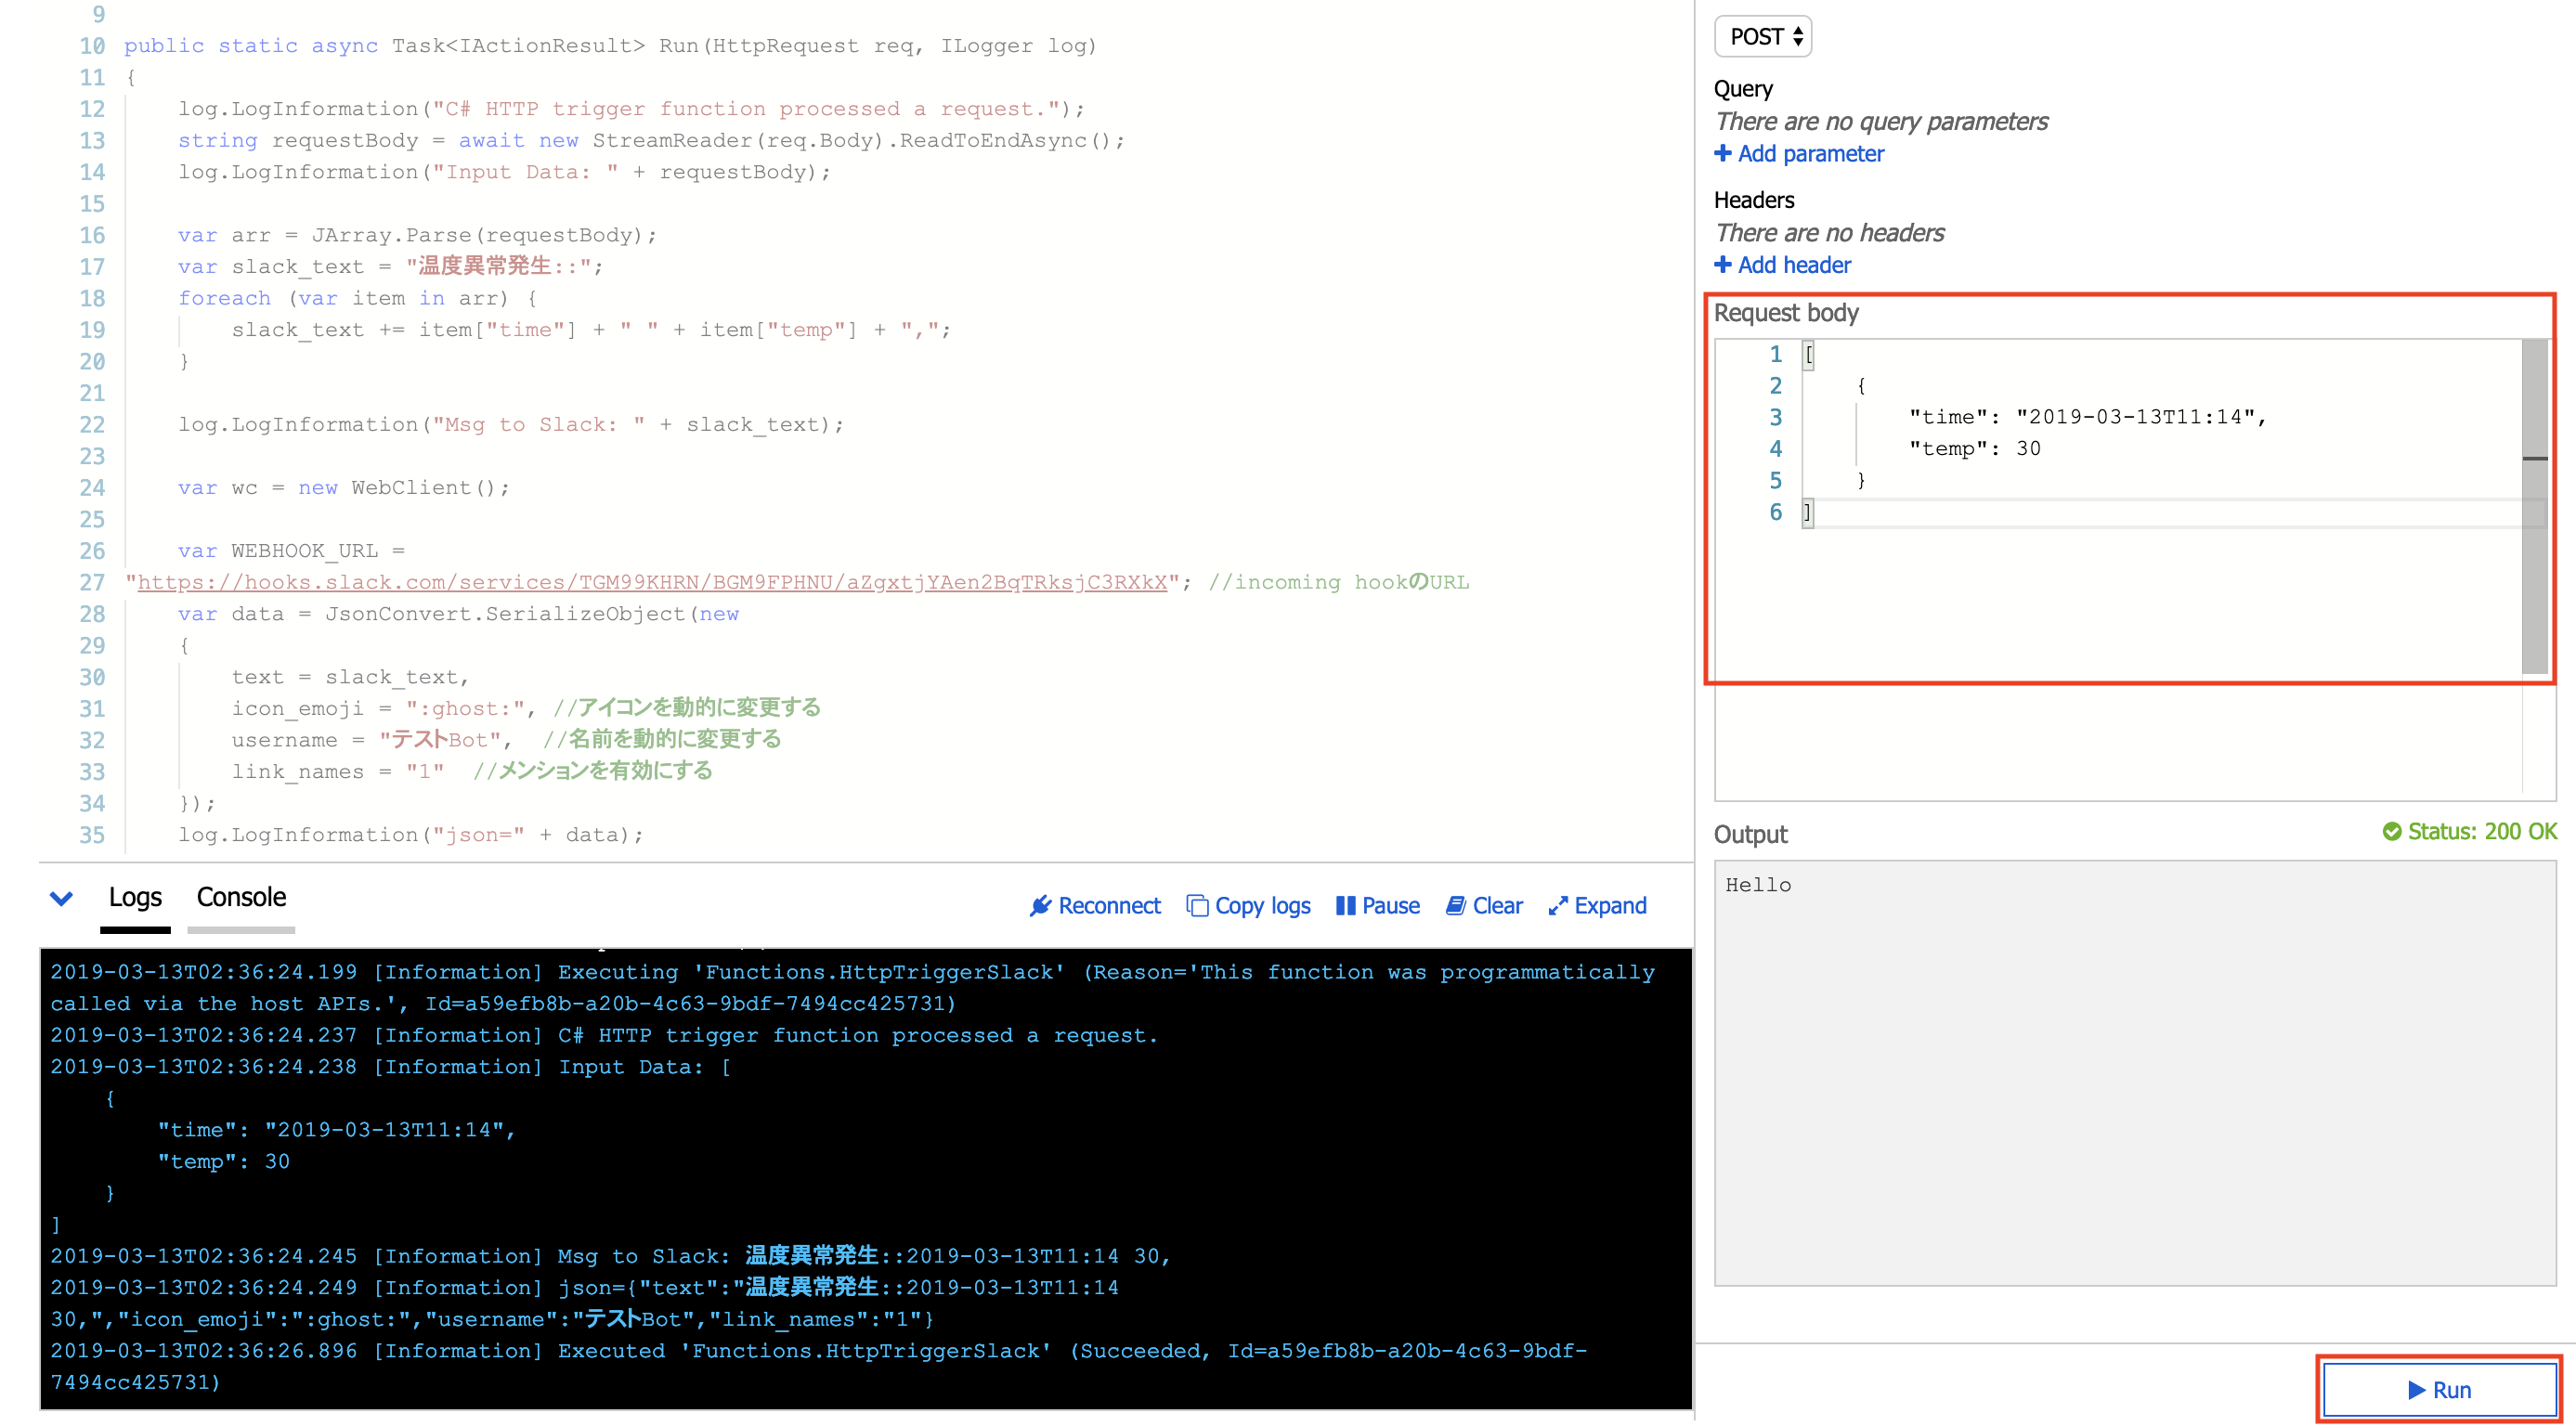 9
10 public static async Task<IActionResult> Run(HttpRequest req, ILogger log)
11 {
12     log.LogInformation("C# HTTP trigger function processed a request.");
13     string requestBody = await new StreamReader(req.Body).ReadToEndAsync();
14     log.LogInformation("Input Data: " + requestBody);
15
16     var arr = JArray.Parse(requestBody);
17     var slack_text = "温度異常発生::";
18     foreach (var item in arr) {
19         slack_text += item["time"] + " " + item["temp"] + ",";
20     }
21
22     log.LogInformation("Msg to Slack: " + slack_text);
23
24     var wc = new WebClient();
25
26     var WEBHOOK_URL =
27 "https://hooks.slack.com/services/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"; //incoming hookのURL
28     var data = JsonConvert.SerializeObject(new
29     {
30         text = slack_text,
31         icon_emoji = ":ghost:", //アイコンを動的に変更する
32         username = "テストBot",  //名前を動的に変更する
33         link_names = "1"  //メンションを有効にする
34     });
35     log.LogInformation("json=" + data);
Logs Console Reconnect Copy logs Pause Clear Expand
2019-03-13T02:36:24.199 [Information] Executing 'Functions.HttpTriggerSlack' (Reason='This function was programmatically
called via the host APIs.', Id=a59efb8b-a20b-4c63-9bdf-7494cc425731)
2019-03-13T02:36:24.237 [Information] C# HTTP trigger function processed a request.
2019-03-13T02:36:24.238 [Information] Input Data: [
    {
        "time": "2019-03-13T11:14",
        "temp": 30
    }
]
2019-03-13T02:36:24.245 [Information] Msg to Slack: 温度異常発生::2019-03-13T11:14 30,
2019-03-13T02:36:24.249 [Information] json={"text":"温度異常発生::2019-03-13T11:14
30,","icon_emoji":":ghost:","username":"テストBot","link_names":"1"}
2019-03-13T02:36:26.896 [Information] Executed 'Functions.HttpTriggerSlack' (Succeeded, Id=a59efb8b-a20b-4c63-9bdf-
7494cc425731)
POST
Query
There are no query parameters
Add parameter
Headers
There are no headers
Add header
Request body
1 [
2     {
3         "time": "2019-03-13T11:14",
4         "temp": 30
5     }
6 ]
Output Status: 200 OK
Hello
Run